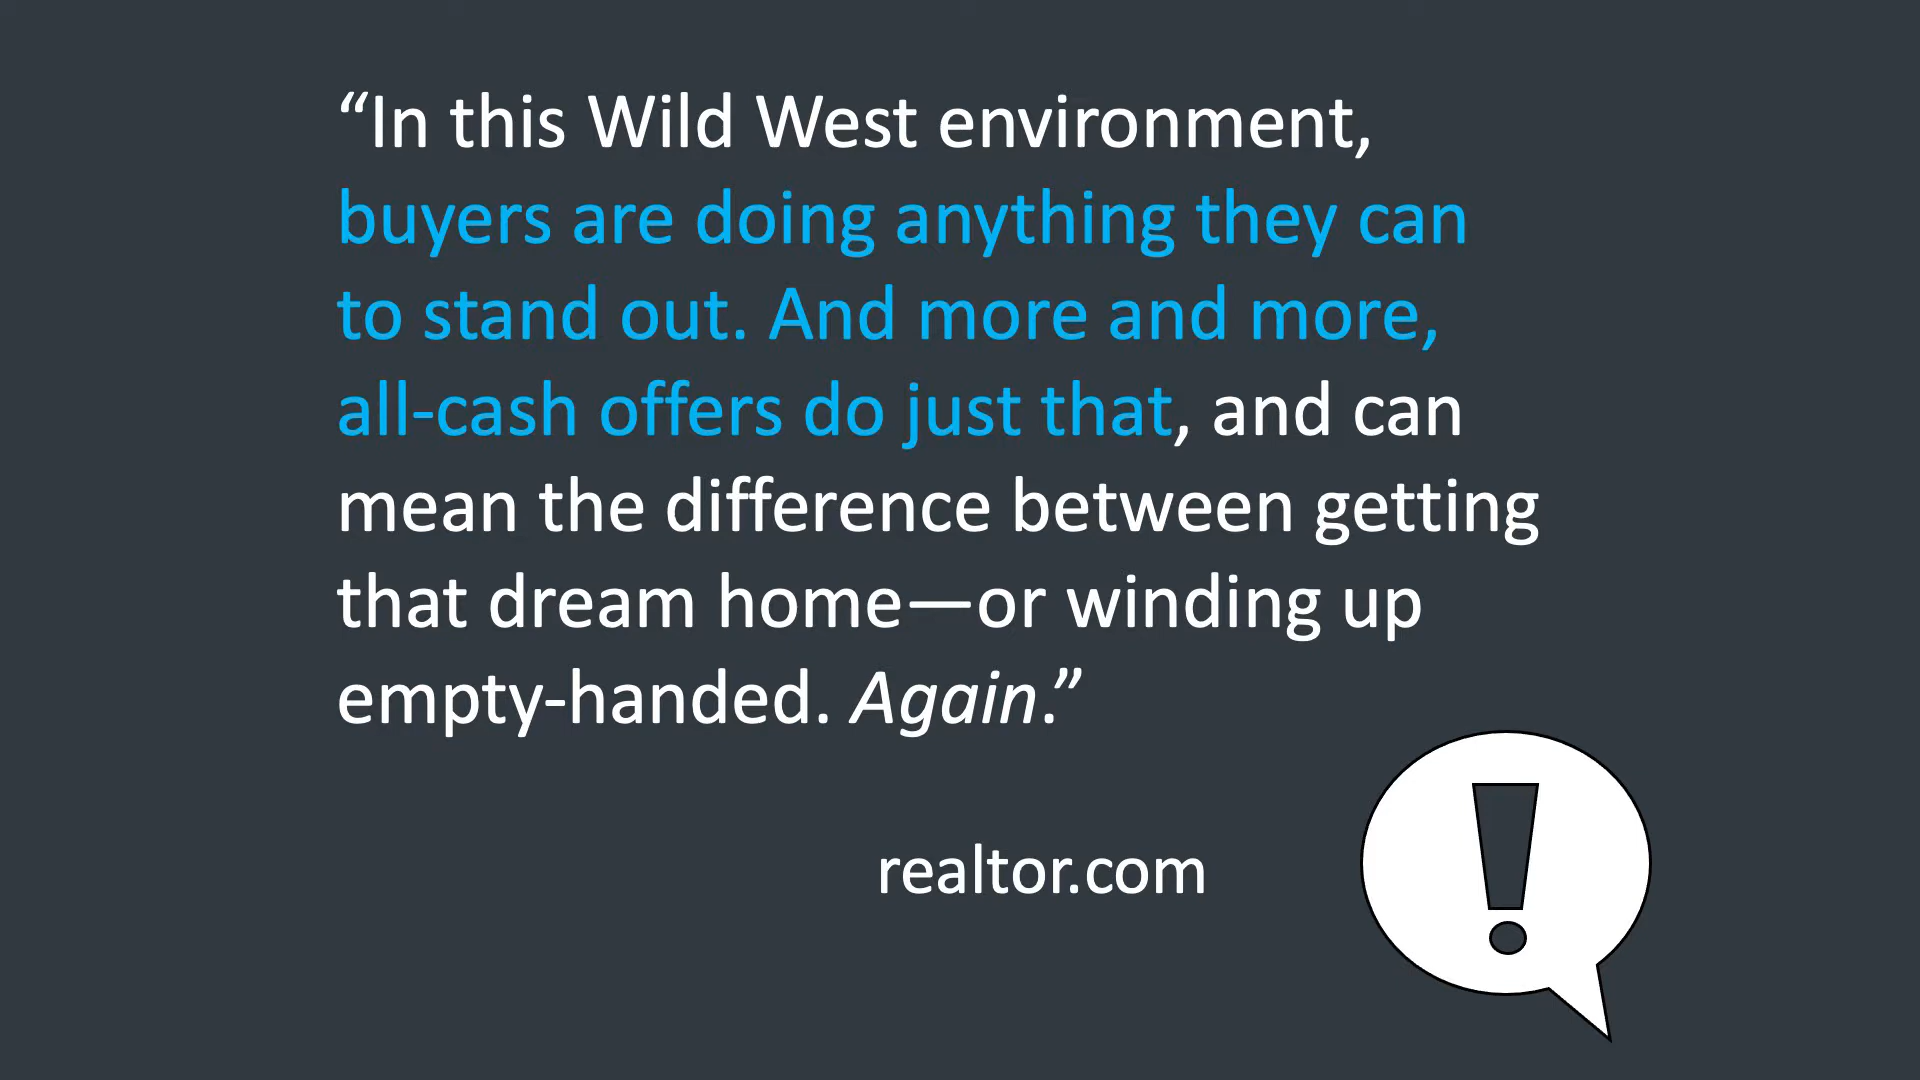 “In this Wild West environment,
buyers are doing anything they can
to stand out. And more and more,
all-cash offers do just that, and can
mean the difference between getting
that dream home—or winding up
empty-handed. Again.”
realtor.com
!